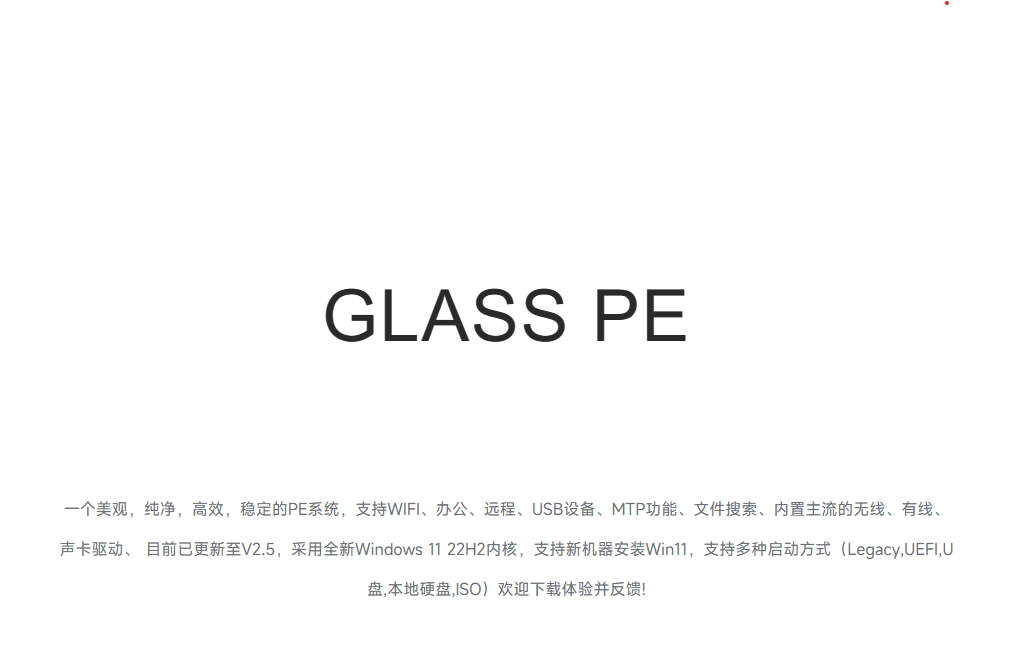 GLASS PE
一个美观，纯净，高效，稳定的PE系统，支持WIFI、办公、远程、USB设备、MTP功能、文件搜索、内置主流的无线、有线、
声卡驱动、 目前已更新至V2.5，采用全新Windows 11 22H2内核，支持新机器安装Win11，支持多种启动方式（Legacy,UEFI,U
盘,本地硬盘,ISO）欢迎下载体验并反馈!